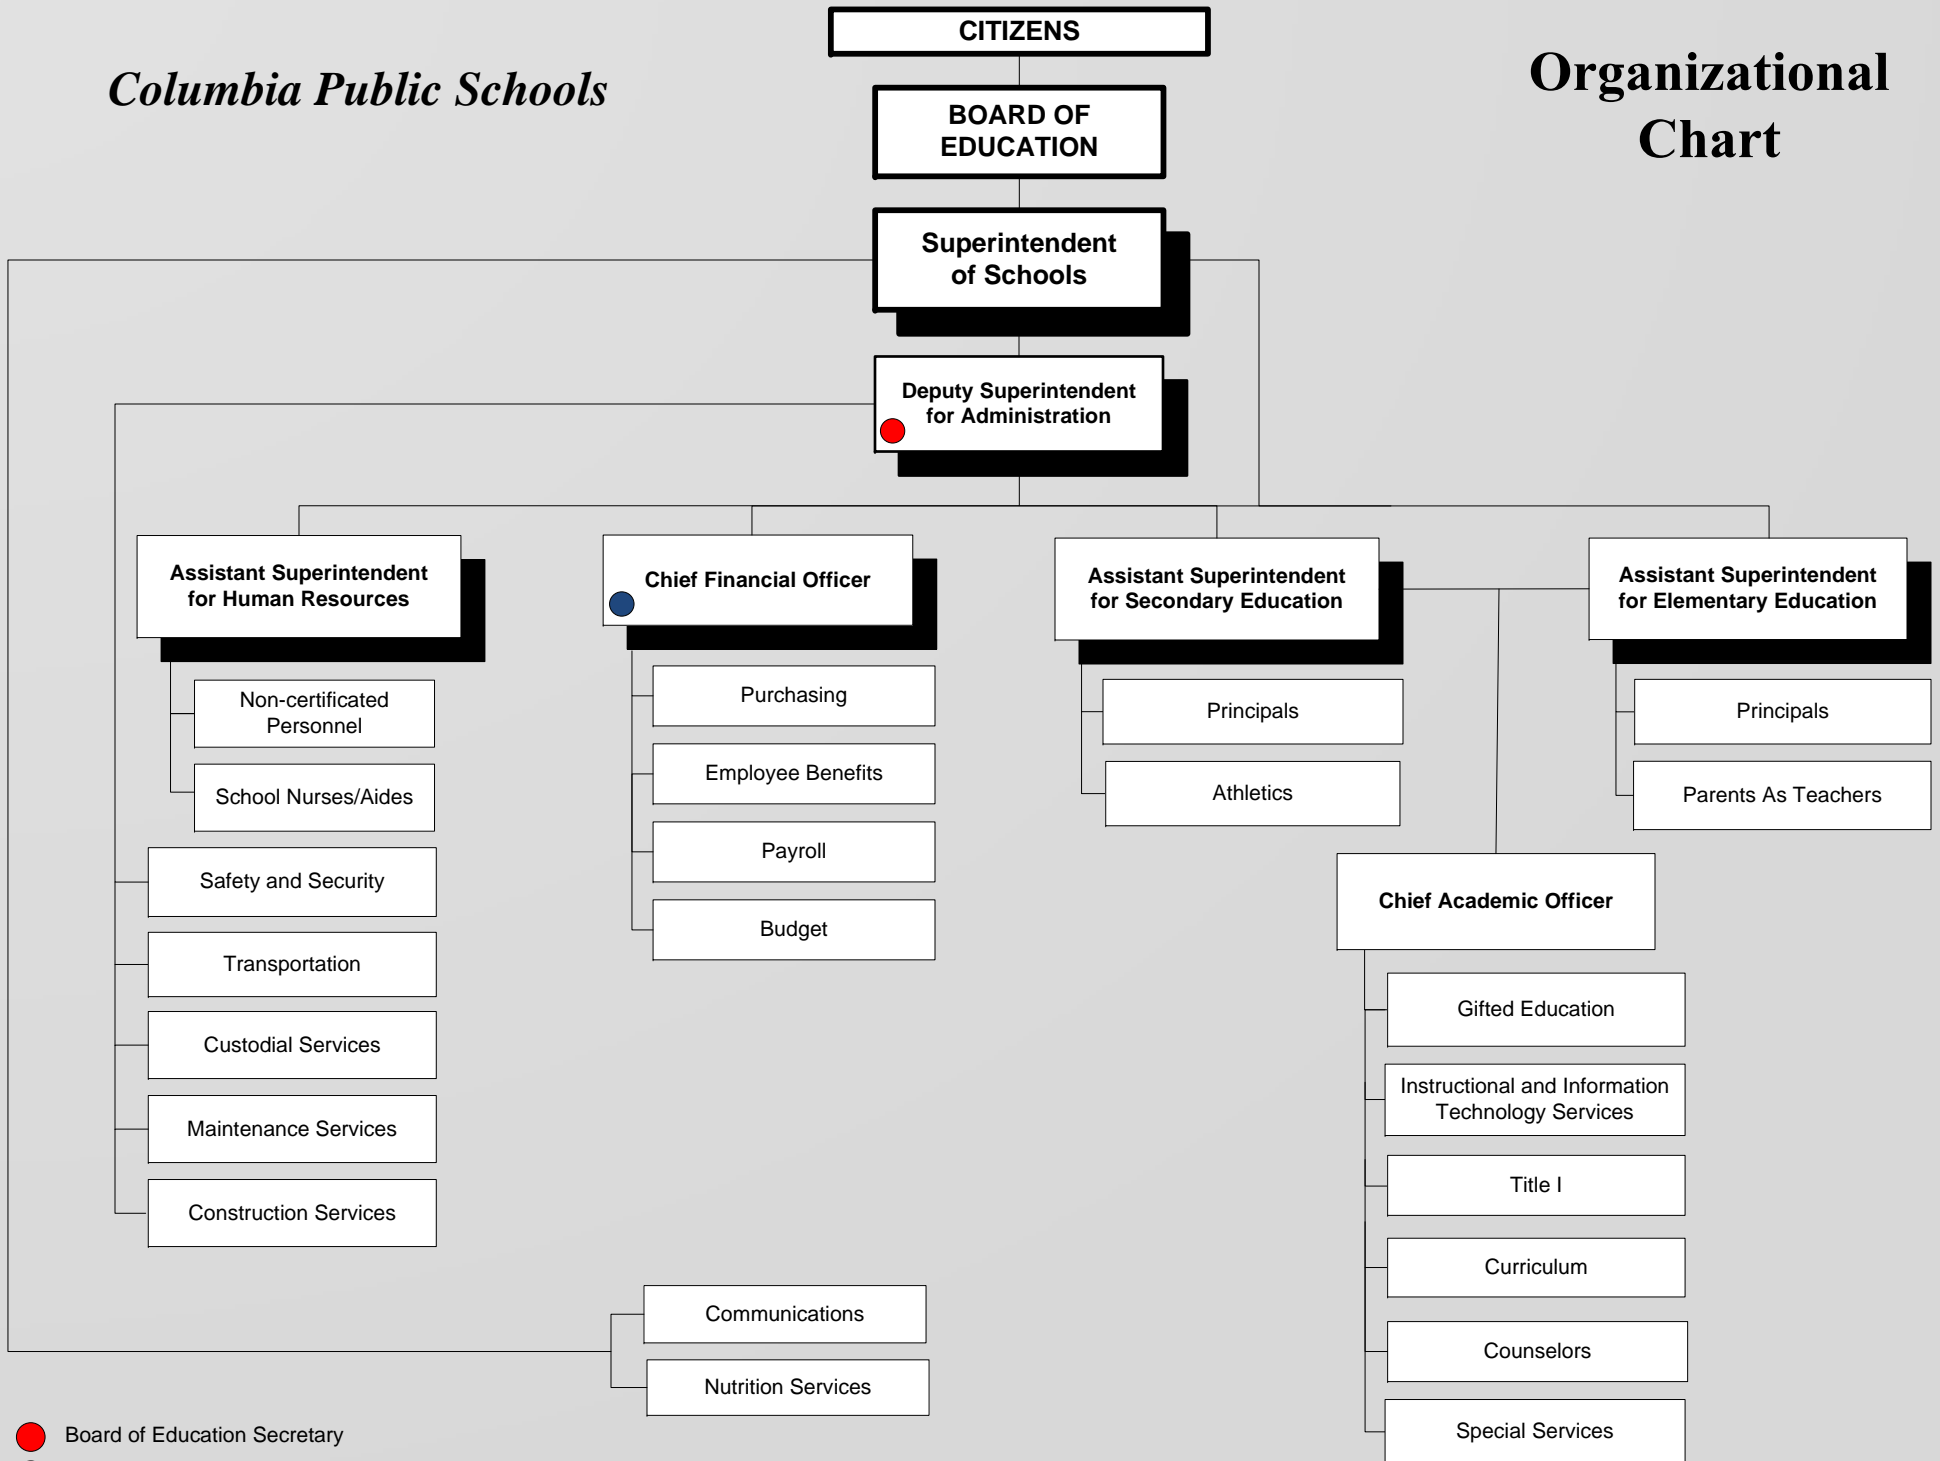 Columbia Public Schools
Organizational
Chart
CITIZENS
BOARD OF
EDUCATION
Superintendent
of Schools
Deputy Superintendent
for Administration
Assistant Superintendent
for Human Resources
Non-certificated
Personnel
School Nurses/Aides
Safety and Security
Transportation
Custodial Services
Maintenance Services
Construction Services
Chief Financial Officer
Purchasing
Employee Benefits
Payroll
Budget
Communications
Nutrition Services
Assistant Superintendent
for Secondary Education
Principals
Athletics
Assistant Superintendent
for Elementary Education
Principals
Parents As Teachers
Chief Academic Officer
Gifted Education
Instructional and Information
Technology Services
Title I
Curriculum
Counselors
Special Services
Board of Education Secretary